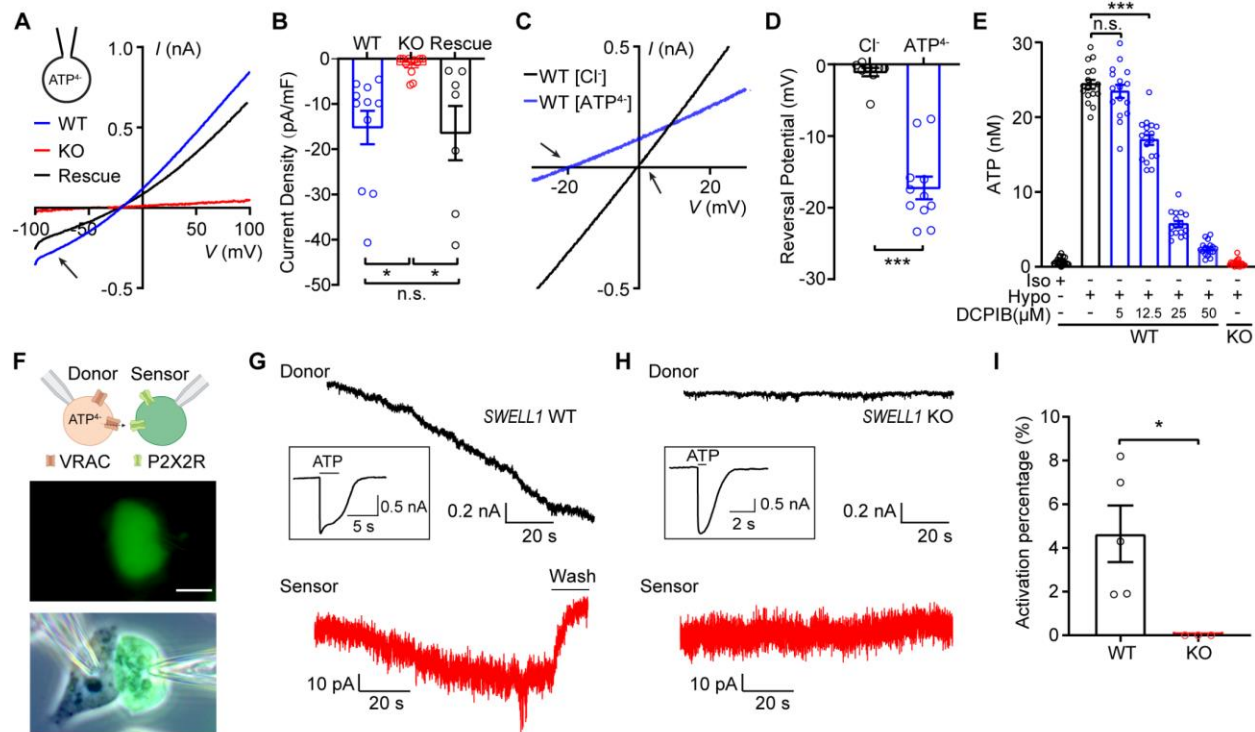 A
I (nA)
1.0
0.5
-0.5
-100
-50
50
100
V (mV)
ATP4-
WT
KO
Rescue
B
WT KO Rescue
Current Density (pA/mF)
0
-10
-20
-30
-40
-50
* *
n.s.
C
I (nA)
0.5
-0.5
-20
20
V (mV)
WT [Cl-]
WT [ATP4-]
D
Cl- ATP4-
Reversal Potential (mV)
0
-10
-20
-30
***
E
***
n.s.
ATP (nM)
30
20
10
0
Iso + - - - - - -
Hypo - + + + + + +
DCPIB(μM) - - 5 12.5 25 50 -
WT KO
F
Donor Sensor
ATP4-
VRAC P2X2R
G
Donor
SWELL1 WT
ATP
0.5 nA
5 s
0.2 nA
20 s
Sensor
Wash
10 pA
20 s
H
Donor
SWELL1 KO
ATP
0.5 nA
2 s
0.2 nA
20 s
Sensor
10 pA
20 s
I
Activation percentage (%)
10
8
6
4
2
0
*
WT KO